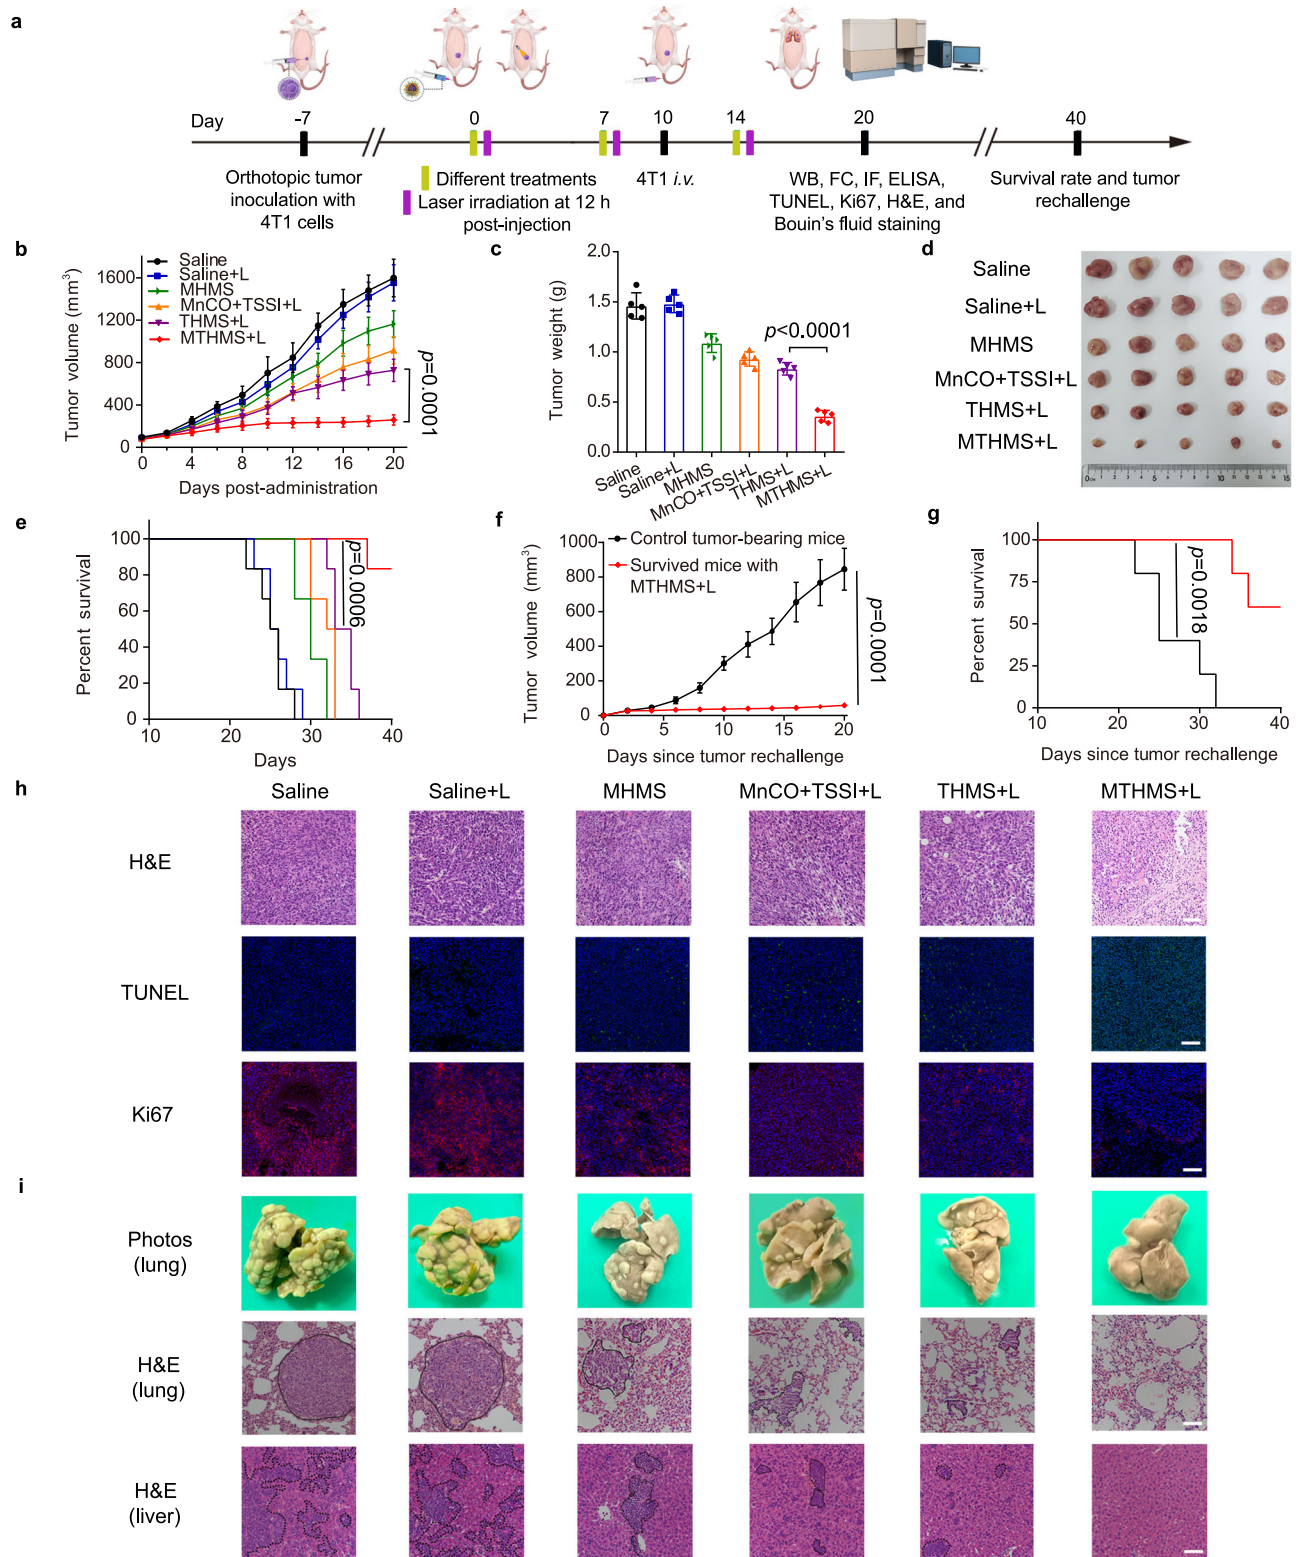 a
Day
-7
0
7
10
14
20
40
Orthotopic tumor
inoculation with
4T1 cells
Different treatments
Laser irradiation at 12 h
post-injection
4T1 i.v.
WB, FC, IF, ELISA,
TUNEL, Ki67, H&E, and
Bouin's fluid staining
Survival rate and tumor
rechallenge
b
Saline
Saline+L
MHMS
MnCO+TSSI+L
THMS+L
MTHMS+L
Tumor volume (mm³)
1600
1200
800
400
0
0 4 8 12 16 20
Days post-administration
p=0.0001
c
Tumor weight (g)
2.0
1.5
1.0
0.5
0.0
p<0.0001
Saline
Saline+L
MHMS
MnCO+TSSI+L
THMS+L
MTHMS+L
d
Saline
Saline+L
MHMS
MnCO+TSSI+L
THMS+L
MTHMS+L
0 5 10 15
e
Percent survival
100
80
60
40
20
0
10 20 30 40
Days
p=0.0006
f
Control tumor-bearing mice
Survived mice with
MTHMS+L
Tumor volume (mm³)
1000
800
600
400
200
0
0 5 10 15 20
Days since tumor rechallenge
p=0.0001
g
Percent survival
100
75
50
25
0
10 20 30 40
Days since tumor rechallenge
p=0.0018
h
Saline Saline+L MHMS MnCO+TSSI+L THMS+L MTHMS+L
H&E
TUNEL
Ki67
i
Photos
(lung)
H&E
(lung)
H&E
(liver)